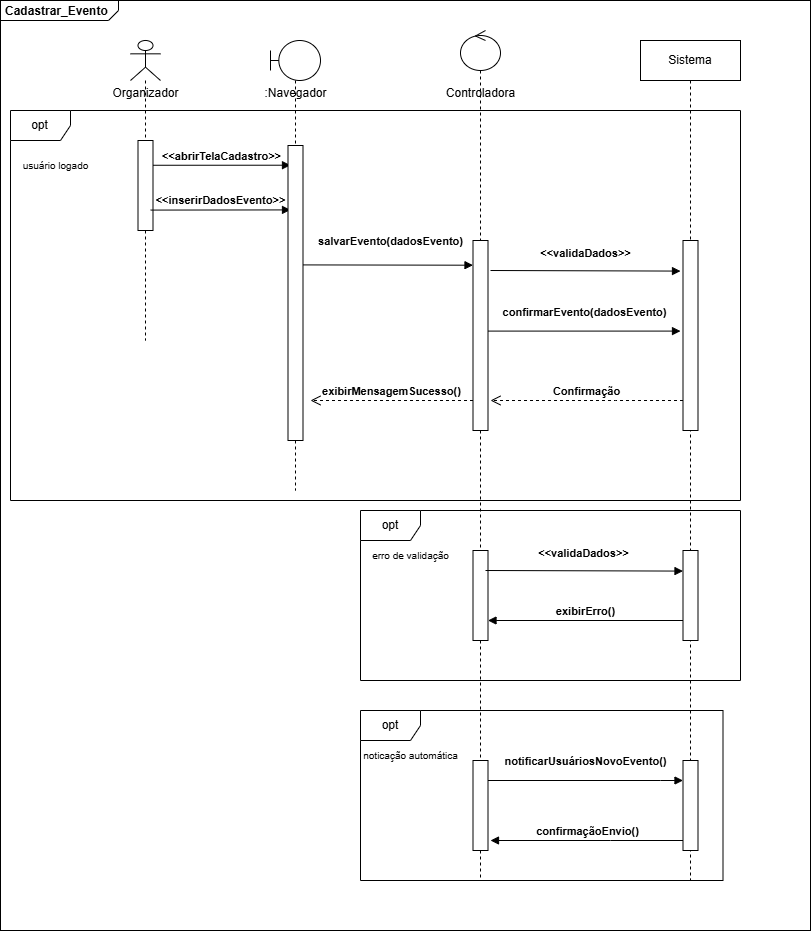 Cadastrar_Evento
Organizador
:Navegador
Controladora
Sistema
opt
usuário logado
<<abrirTelaCadastro>>
<<inserirDadosEvento>>
salvarEvento(dadosEvento)
<<validaDados>>
confirmarEvento(dadosEvento)
exibirMensagemSucesso()
Confirmação
opt
erro de validação
<<validaDados>>
exibirErro()
opt
noticação automática
notificarUsuáriosNovoEvento()
confirmaçãoEnvio()